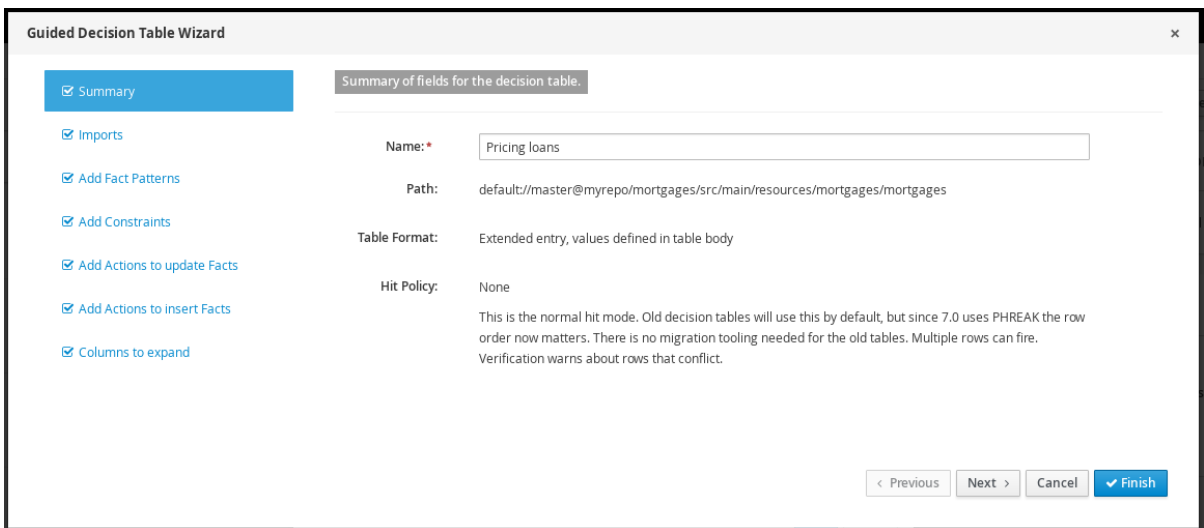 Guided Decision Table Wizard ×
Summary
Imports
Add Fact Patterns
Add Constraints
Add Actions to update Facts
Add Actions to insert Facts
Columns to expand
Summary of fields for the decision table.
Name:* Pricing loans
Path: default://master@myrepo/mortgages/src/main/resources/mortgages/mortgages
Table Format: Extended entry, values defined in table body
Hit Policy: None
This is the normal hit mode. Old decision tables will use this by default, but since 7.0 uses PHREAK the row
order now matters. There is no migration tooling needed for the old tables. Multiple rows can fire.
Verification warns about rows that conflict.
< Previous Next > Cancel ✔ Finish